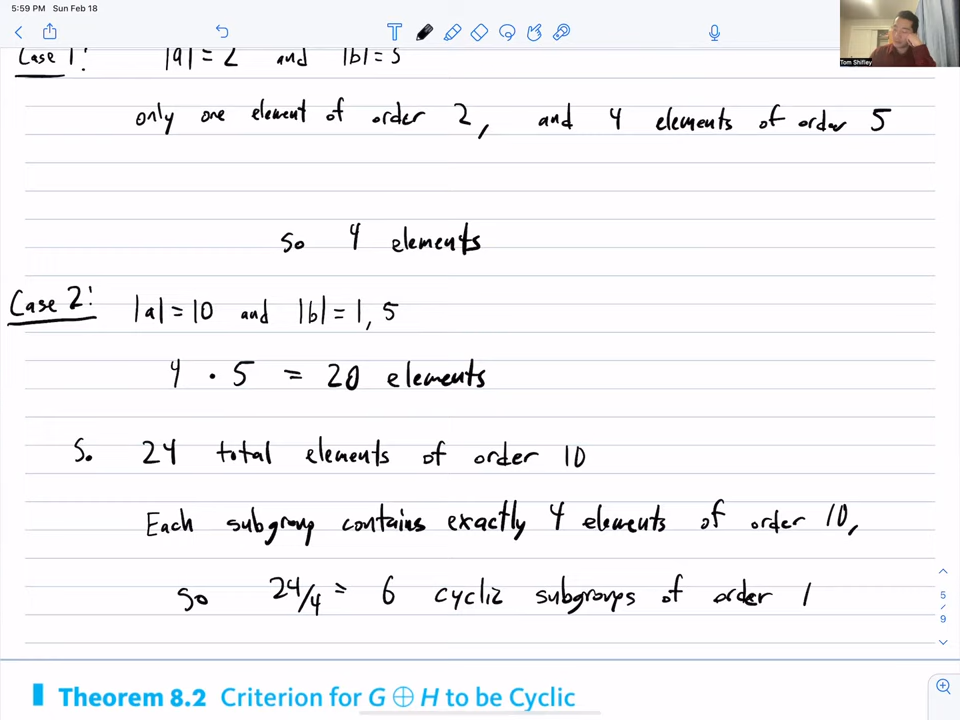 5:59 PM Sun Feb 18
Tom Shifley
Case 1: |a| = 2 and |b| = 5
only one element of order 2, and 4 elements of order 5
so 4 elements
Case 2: |a| = 10 and |b| = 1, 5
4 · 5 = 20 elements
So 24 total elements of order 10
Each subgroup contains exactly 4 elements of order 10,
so 24/4 = 6 cyclic subgroups of order 1
5
/
9
Theorem 8.2 Criterion for G ⊕ H to be Cyclic